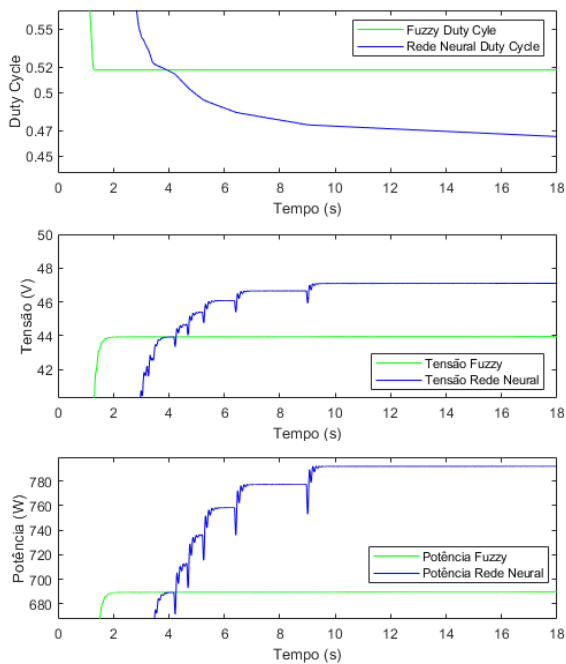 0.55
0.52
0.5
0.47
0.45
Duty Cycle
Fuzzy Duty Cyle
Rede Neural Duty Cycle
0 2 4 6 8 10 12 14 16 18
Tempo (s)
50
48
46
44
42
Tensão (V)
Tensão Fuzzy
Tensão Rede Neural
0 2 4 6 8 10 12 14 16 18
Tempo (s)
780
760
740
720
700
680
Potência (W)
Potência Fuzzy
Potência Rede Neural
0 2 4 6 8 10 12 14 16 18
Tempo (s)